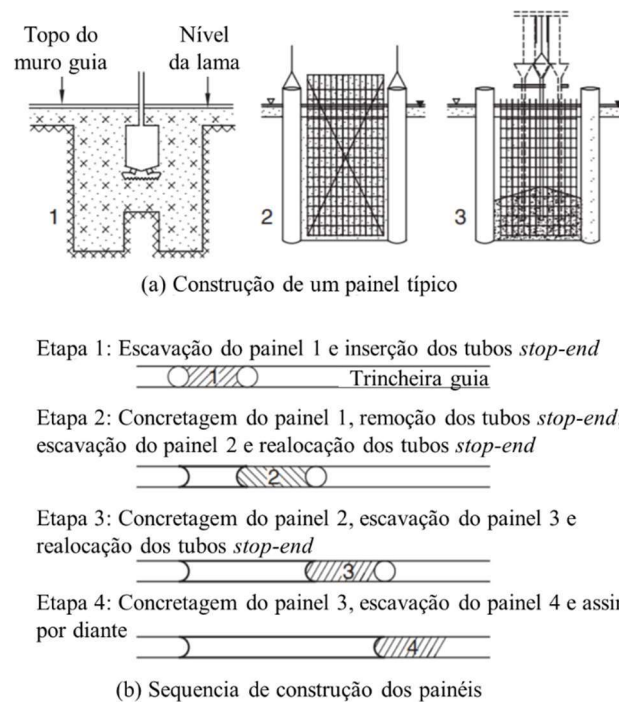 Topo do
muro guia
Nível
da lama
1
2
3
(a) Construção de um painel típico
Etapa 1: Escavação do painel 1 e inserção dos tubos stop-end
1
Trincheira guia
Etapa 2: Concretagem do painel 1, remoção dos tubos stop-end,
escavação do painel 2 e realocação dos tubos stop-end
2
Etapa 3: Concretagem do painel 2, escavação do painel 3 e
realocação dos tubos stop-end
3
Etapa 4: Concretagem do painel 3, escavação do painel 4 e assim
por diante
4
(b) Sequencia de construção dos painéis